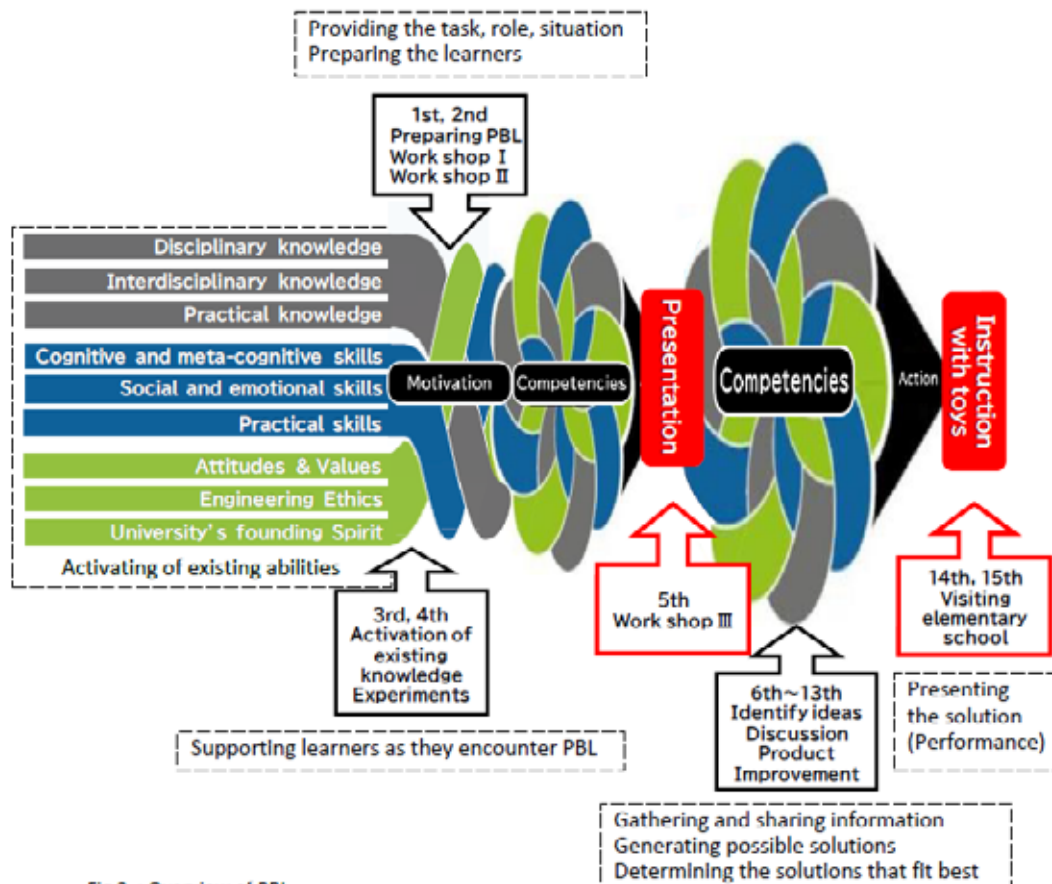 Providing the task, role, situation
Preparing the learners
1st, 2nd
Preparing PBL
Work shop Ⅰ
Work shop Ⅱ
Disciplinary knowledge
Interdisciplinary knowledge
Practical knowledge
Cognitive and meta-cognitive skills
Social and emotional skills
Practical skills
Attitudes & Values
Engineering Ethics
University's founding Spirit
Activating of existing abilities
Motivation
Competencies
Presentation
Competencies
Action
Instruction
with toys
3rd, 4th
Activation of
existing
knowledge
Experiments
5th
Work shop Ⅲ
14th, 15th
Visiting
elementary
school
Supporting learners as they encounter PBL
6th~13th
Identify ideas
Discussion
Product
Improvement
Presenting
the solution
(Performance)
Gathering and sharing information
Generating possible solutions
Determining the solutions that fit best